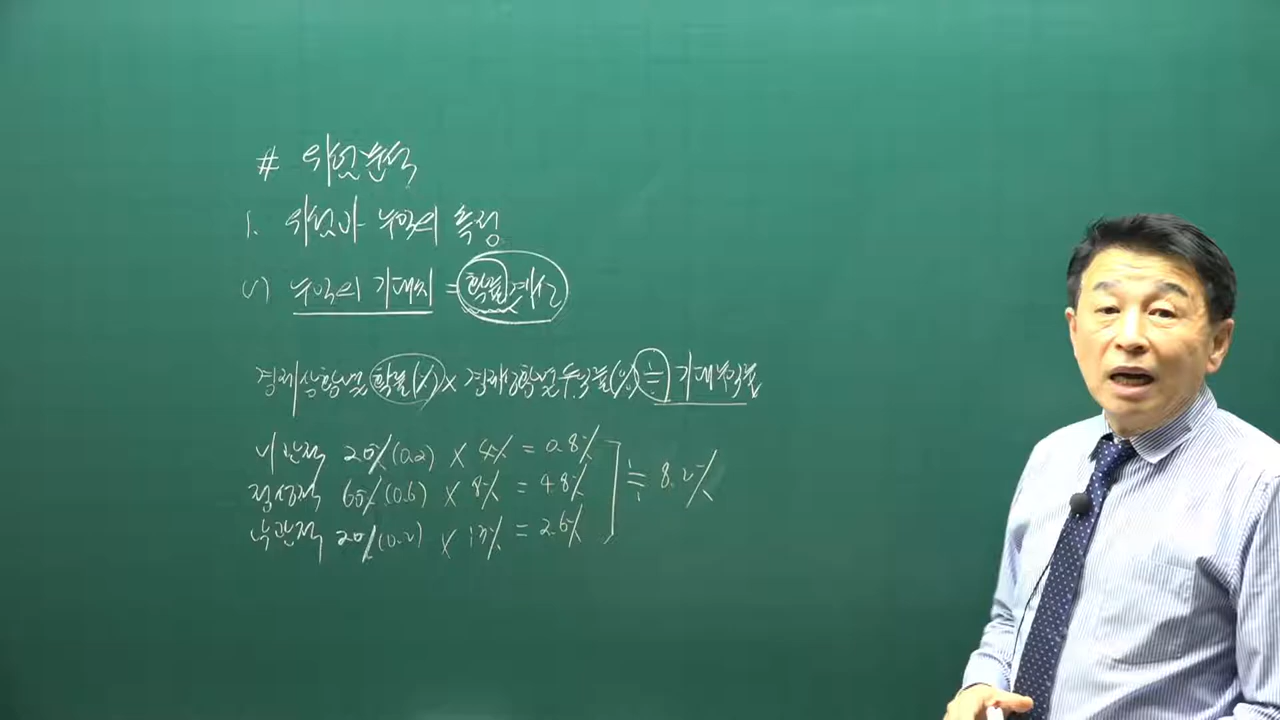 # 위험분석
1. 위험과 수익의 측정
(1) 수익의 기대치 = 확률계산
경제상황별 확률(%) × 경제상황별 수익률(%) ≒ 기대수익률
비관적 20%(0.2) × 4% = 0.8%
정상적 60%(0.6) × 8% = 4.8% ≒ 8.2%
낙관적 20%(0.2) × 13% = 2.6%